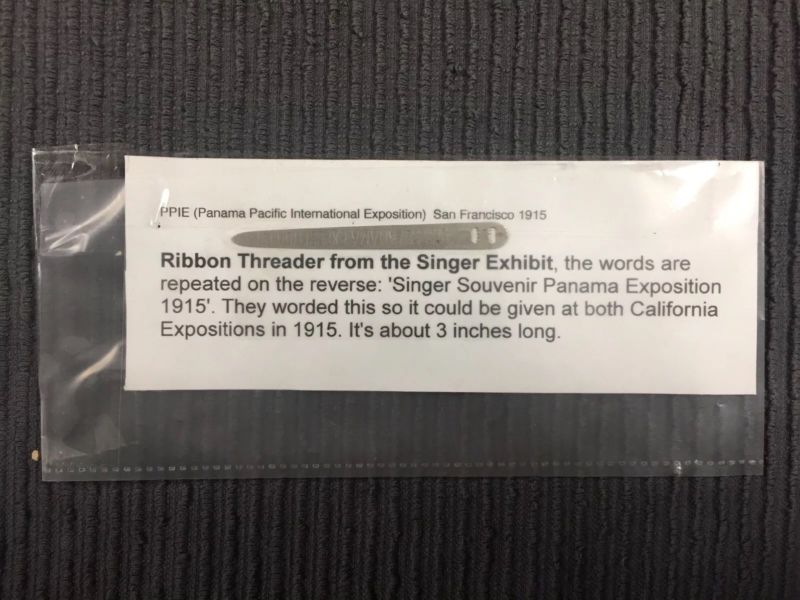 PPIE (Panama Pacific International Exposition) San Francisco 1915
Ribbon Threader from the Singer Exhibit, the words are
repeated on the reverse: 'Singer Souvenir Panama Exposition
1915'. They worded this so it could be given at both California
Expositions in 1915. It's about 3 inches long.